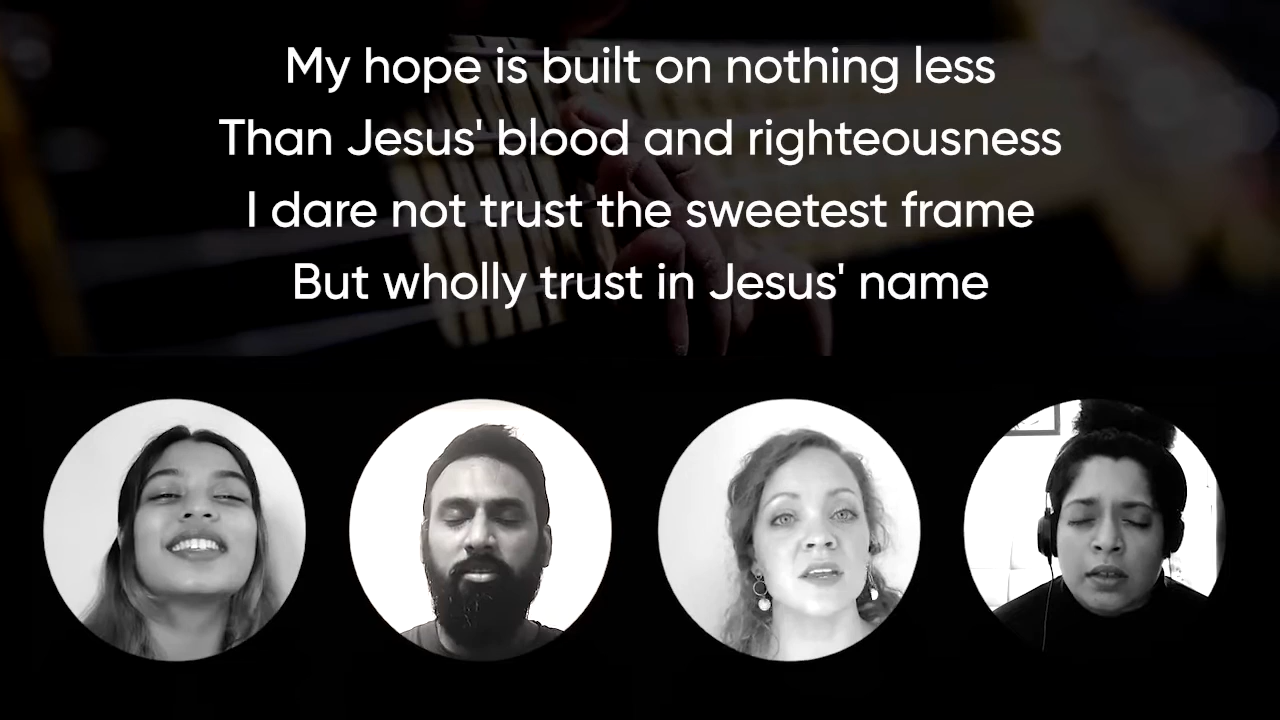 My hope is built on nothing less
Than Jesus' blood and righteousness
I dare not trust the sweetest frame
But wholly trust in Jesus' name